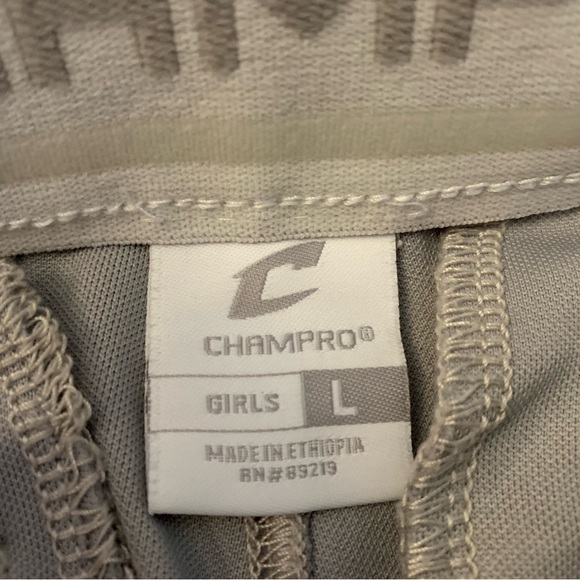 C
CHAMPRO®
GIRLS L
MADE IN ETHIOPIA
RN#89219